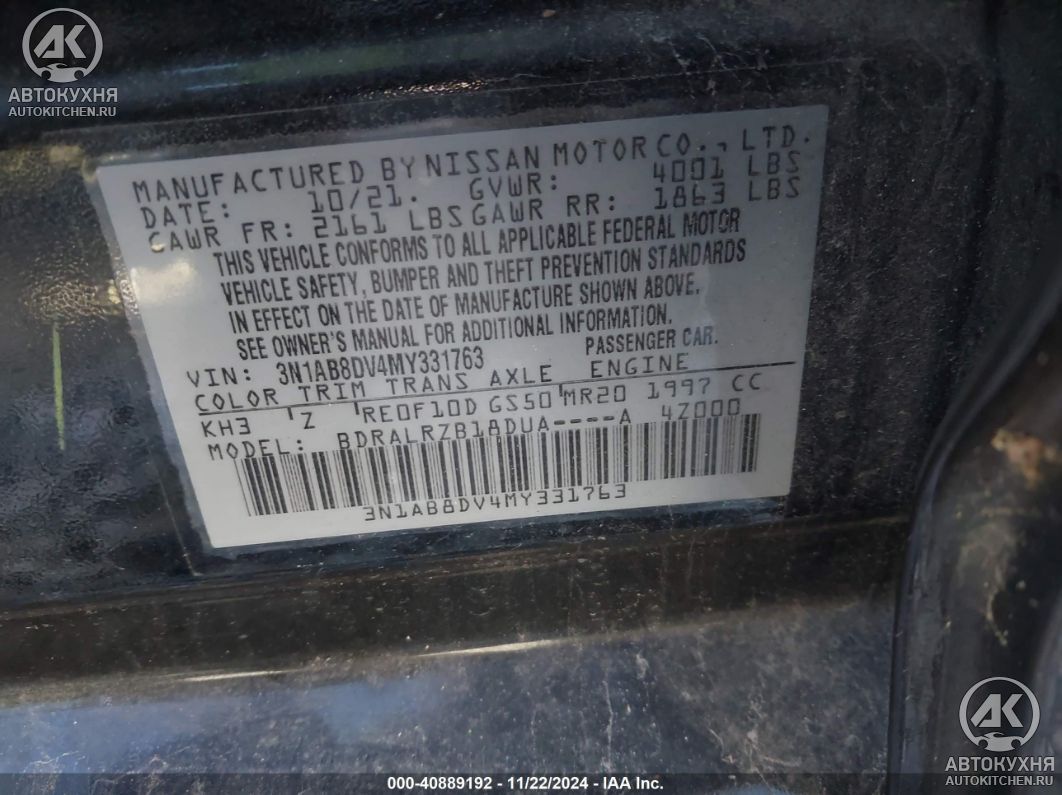 AK
АВТОКУХНЯ
AUTOKITCHEN.RU
MANUFACTURED BY NISSAN MOTOR CO., LTD.
DATE: 10/21. GVWR: 4001 LBS
GAWR FR: 2161 LBS GAWR RR: 1863 LBS
THIS VEHICLE CONFORMS TO ALL APPLICABLE FEDERAL MOTOR
VEHICLE SAFETY, BUMPER AND THEFT PREVENTION STANDARDS
IN EFFECT ON THE DATE OF MANUFACTURE SHOWN ABOVE.
SEE OWNER'S MANUAL FOR ADDITIONAL INFORMATION.
VIN: 3N1AB8DV4MY331763 PASSENGER CAR.
COLOR TRIM TRANS AXLE ENGINE
KH3 Z RE0F10D GS50 MR20 1997 CC
MODEL: BDRALRZB18DUA----A 4Z000
3N1AB8DV4MY331763
AK
АВТОКУХНЯ
AUTOKITCHEN.RU
000-40889192 - 11/22/2024 - IAA Inc.